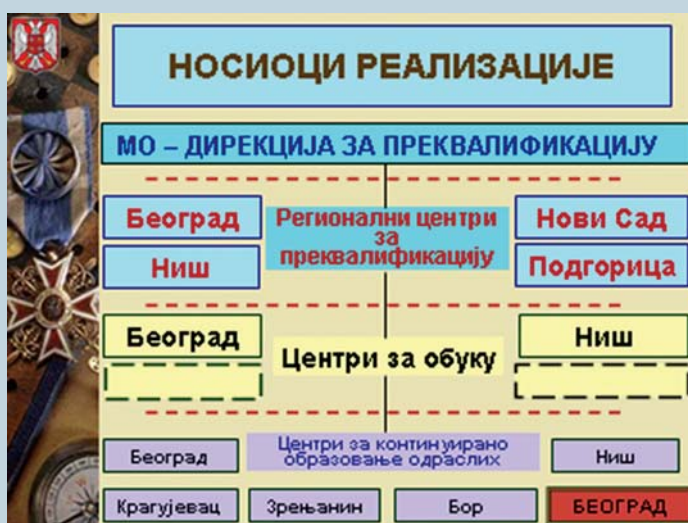 НОСИОЦИ РЕАЛИЗАЦИЈЕ
МО – ДИРЕКЦИЈА ЗА ПРЕКВАЛИФИКАЦИЈУ
Београд
Регионални центри
за
преквалификацију
Нови Сад
Ниш
Подгорица
Београд
Центри за обуку
Ниш
Београд
Центри за континуирано
образовање одраслих
Ниш
Крагујевац
Зрењанин
Бор
БЕОГРАД